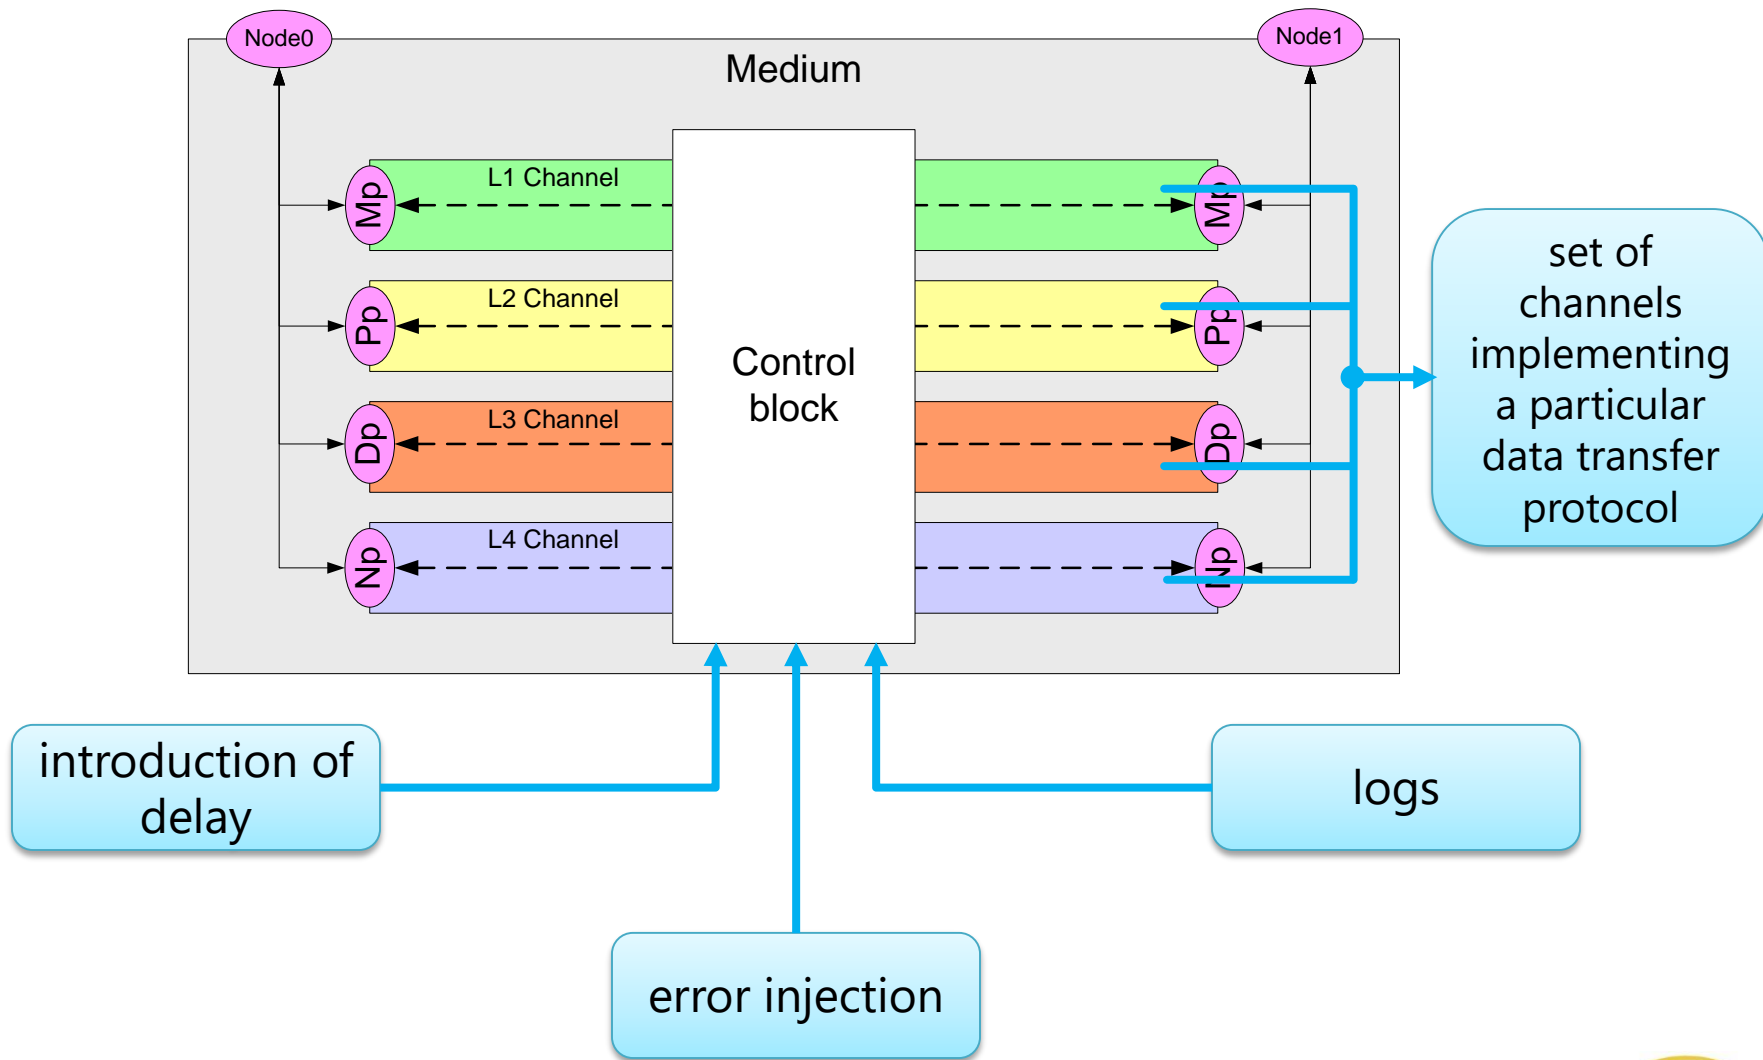 Node0
Node1
Medium
L1 Channel
Mp
Mp
L2 Channel
Pp
Pp
Control
block
L3 Channel
Dp
Dp
L4 Channel
Np
Np
set of
channels
implementing
a particular
data transfer
protocol
introduction of
delay
logs
error injection